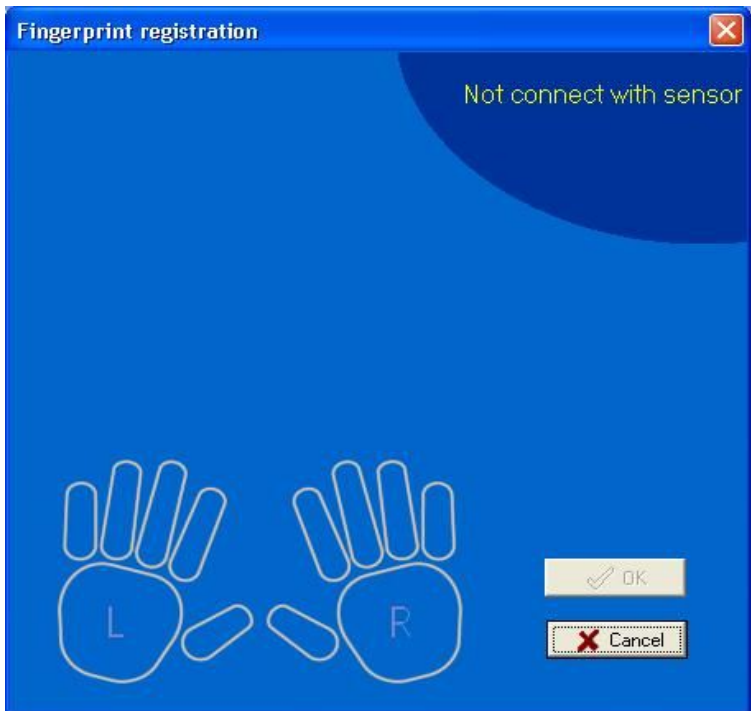 Fingerprint registration
Not connect with sensor
L
R
OK
Cancel